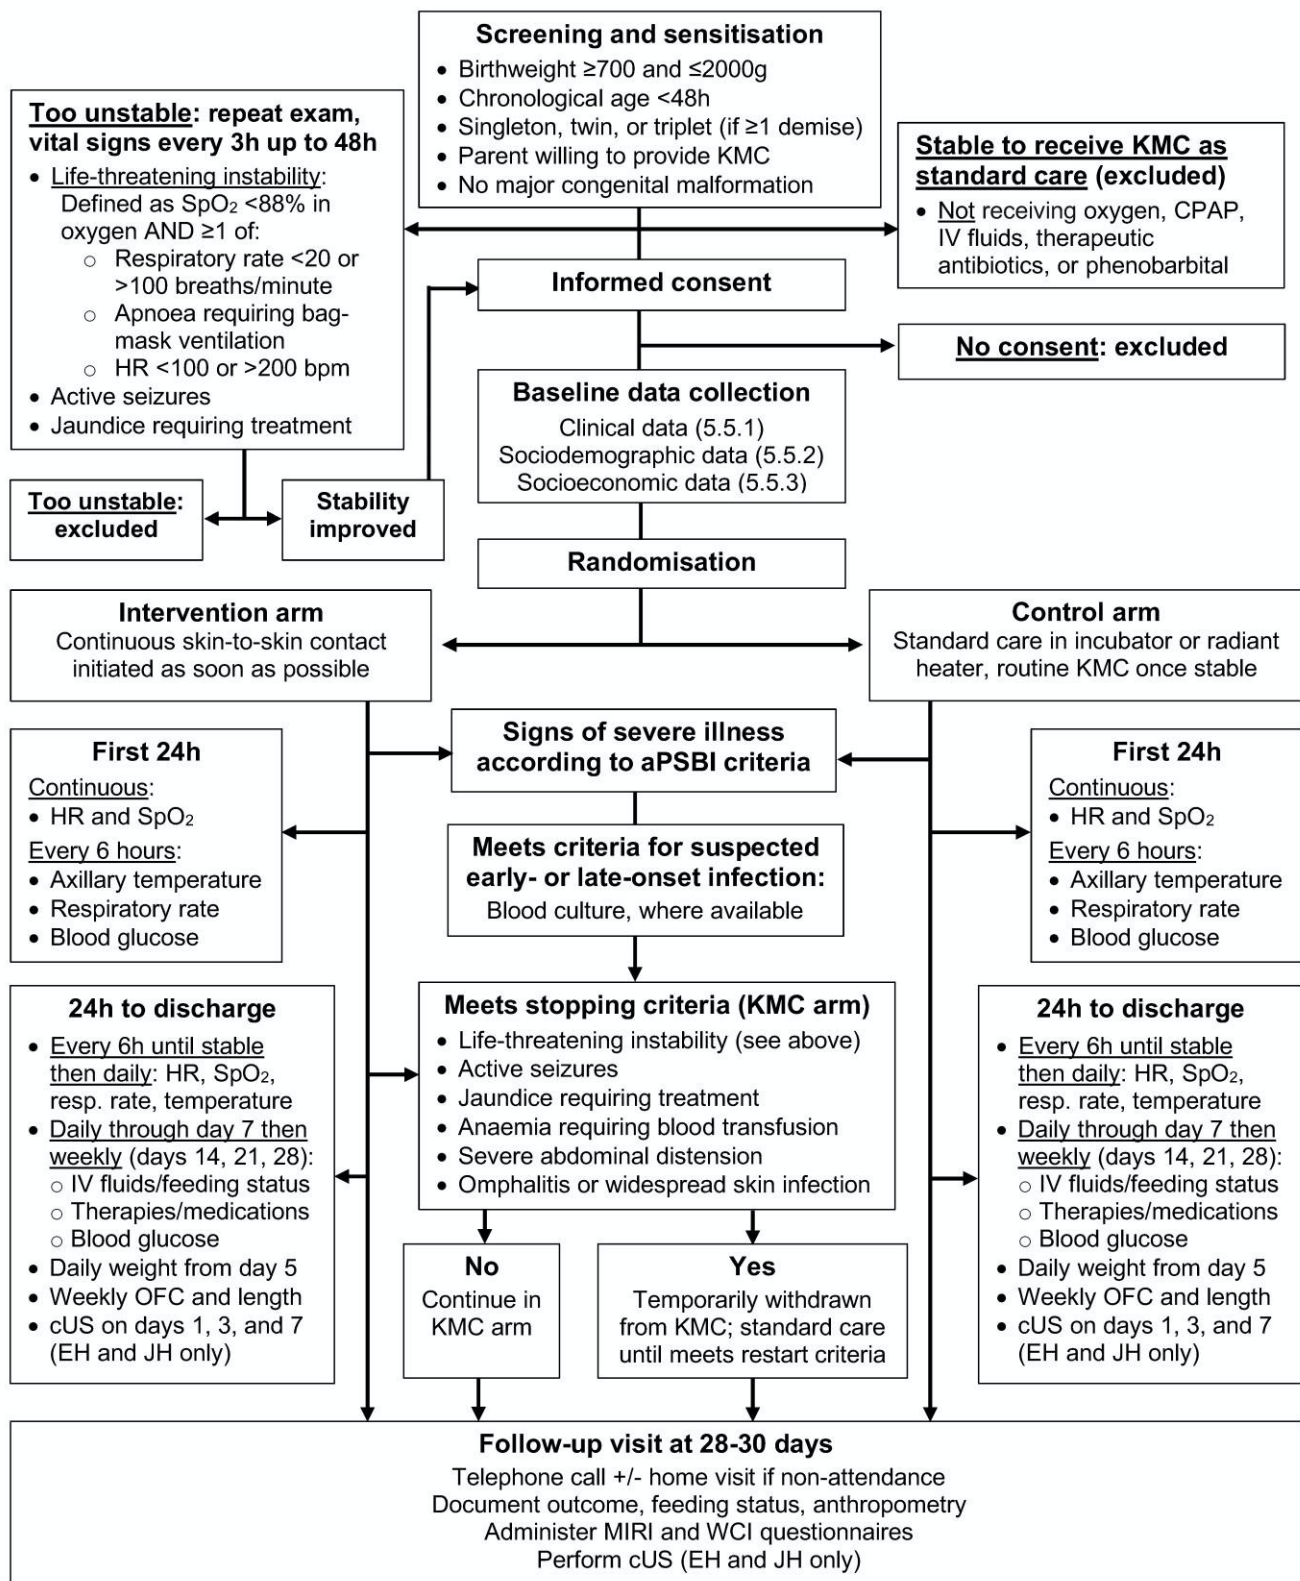 Screening and sensitisation
• Birthweight ≥700 and ≤2000g
• Chronological age <48h
• Singleton, twin, or triplet (if ≥1 demise)
• Parent willing to provide KMC
• No major congenital malformation
Too unstable: repeat exam,
vital signs every 3h up to 48h
• Life-threatening instability:
Defined as SpO₂ <88% in
oxygen AND ≥1 of:
○ Respiratory rate <20 or
>100 breaths/minute
○ Apnoea requiring bag-
mask ventilation
○ HR <100 or >200 bpm
• Active seizures
• Jaundice requiring treatment
Stable to receive KMC as
standard care (excluded)
• Not receiving oxygen, CPAP,
IV fluids, therapeutic
antibiotics, or phenobarbital
Informed consent
No consent: excluded
Baseline data collection
Clinical data (5.5.1)
Sociodemographic data (5.5.2)
Socioeconomic data (5.5.3)
Too unstable:
excluded
Stability
improved
Randomisation
Intervention arm
Continuous skin-to-skin contact
initiated as soon as possible
Control arm
Standard care in incubator or radiant
heater, routine KMC once stable
First 24h
Continuous:
• HR and SpO₂
Every 6 hours:
• Axillary temperature
• Respiratory rate
• Blood glucose
Signs of severe illness
according to aPSBI criteria
Meets criteria for suspected
early- or late-onset infection:
Blood culture, where available
First 24h
Continuous:
• HR and SpO₂
Every 6 hours:
• Axillary temperature
• Respiratory rate
• Blood glucose
24h to discharge
• Every 6h until stable
then daily: HR, SpO₂,
resp. rate, temperature
• Daily through day 7 then
weekly (days 14, 21, 28):
○ IV fluids/feeding status
○ Therapies/medications
○ Blood glucose
• Daily weight from day 5
• Weekly OFC and length
• cUS on days 1, 3, and 7
(EH and JH only)
Meets stopping criteria (KMC arm)
• Life-threatening instability (see above)
• Active seizures
• Jaundice requiring treatment
• Anaemia requiring blood transfusion
• Severe abdominal distension
• Omphalitis or widespread skin infection
No
Continue in
KMC arm
Yes
Temporarily withdrawn
from KMC; standard care
until meets restart criteria
24h to discharge
• Every 6h until stable
then daily: HR, SpO₂,
resp. rate, temperature
• Daily through day 7 then
weekly (days 14, 21, 28):
○ IV fluids/feeding status
○ Therapies/medications
○ Blood glucose
• Daily weight from day 5
• Weekly OFC and length
• cUS on days 1, 3, and 7
(EH and JH only)
Follow-up visit at 28-30 days
Telephone call +/- home visit if non-attendance
Document outcome, feeding status, anthropometry
Administer MIRI and WCI questionnaires
Perform cUS (EH and JH only)